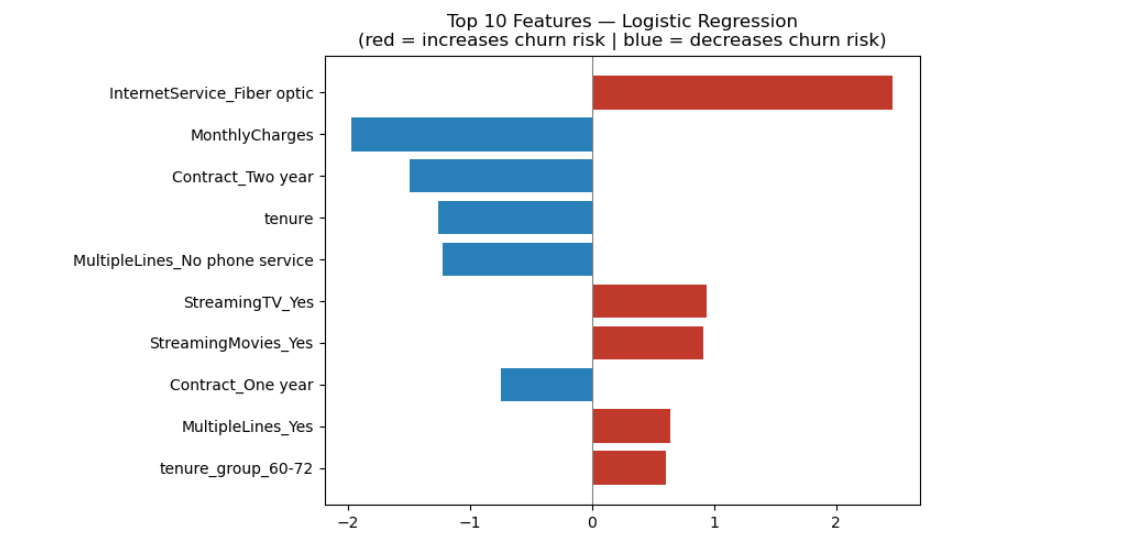 Top 10 Features — Logistic Regression
(red = increases churn risk | blue = decreases churn risk)
InternetService_Fiber optic
MonthlyCharges
Contract_Two year
tenure
MultipleLines_No phone service
StreamingTV_Yes
StreamingMovies_Yes
Contract_One year
MultipleLines_Yes
tenure_group_60-72
−2 −1 0 1 2